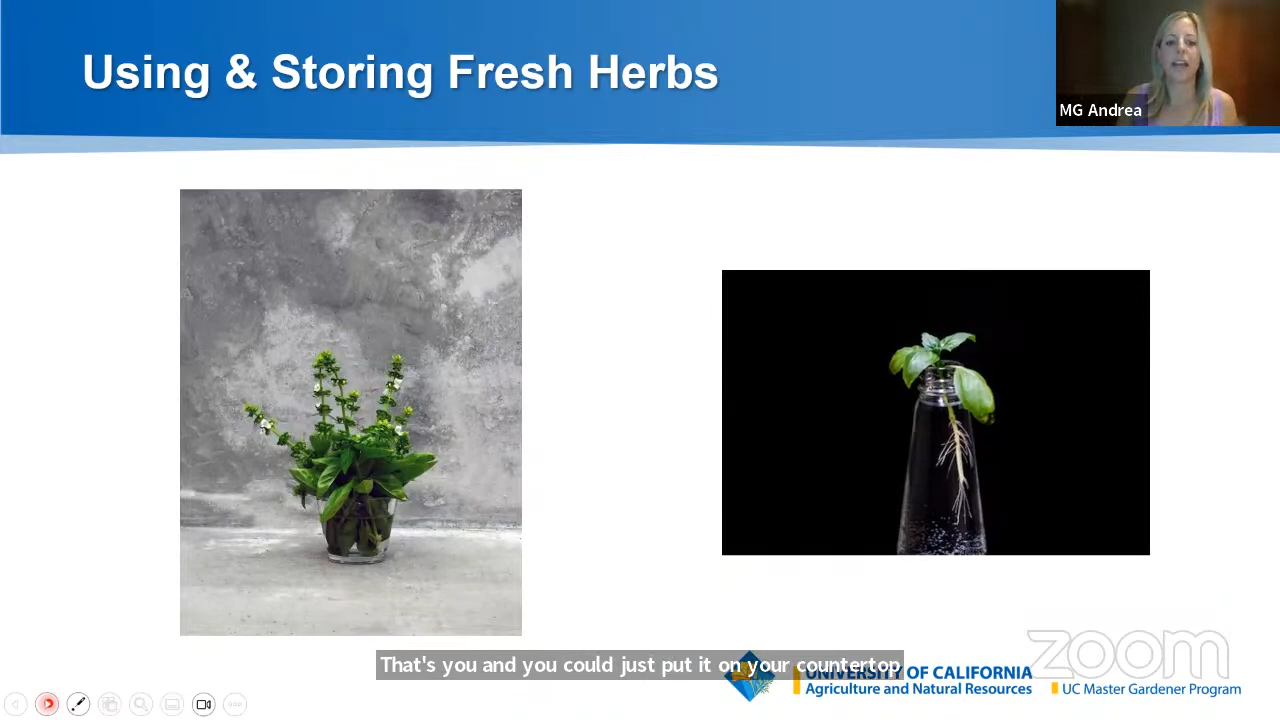 Using & Storing Fresh Herbs
MG Andrea
That's you and you could just put it on your countertop
UNIVERSITY OF CALIFORNIA
Agriculture and Natural Resources
UC Master Gardener Program
zoom